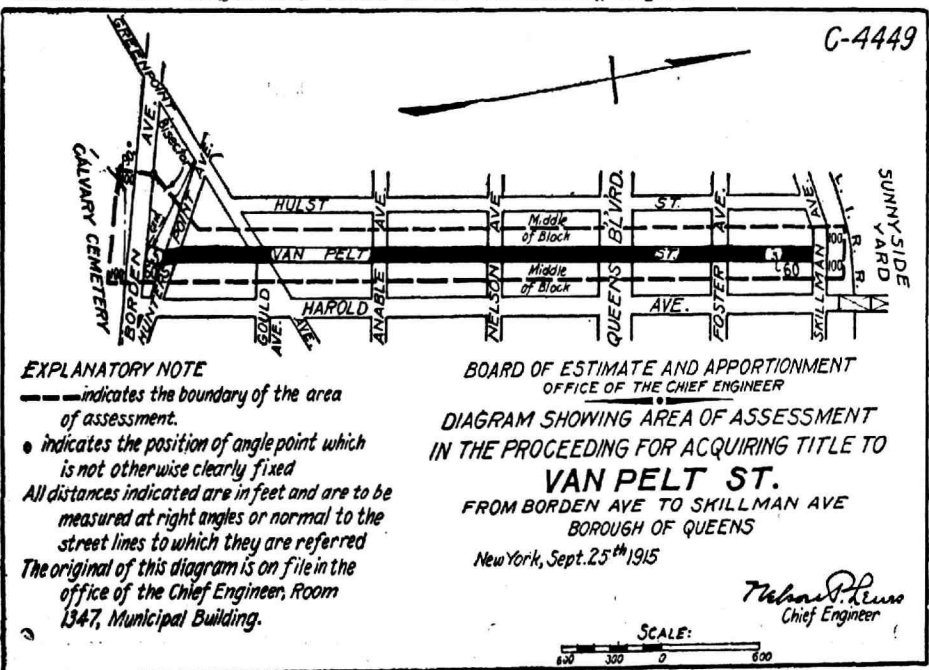 C-4449
GREENPOINT
AVE.
Bisector
CALVARY CEMETERY
BORDEN
AVE.
HUNTERS
POINT
AVE.
HULST
ST.
Middle
of Block
VAN PELT
ST.
60
Middle
of Block
HAROLD
AVE.
GOULD
AVE.
ANABLE
AVE.
NELSON
AVE.
QUEENS
BL'VRD.
FOSTER
AVE.
SKILLMAN
AVE.
100
100
L. I. R. R.
SUNNYSIDE
YARD
EXPLANATORY NOTE
indicates the boundary of the area
of assessment.
indicates the position of angle point which
is not otherwise clearly fixed
All distances indicated are in feet and are to be
measured at right angles or normal to the
street lines to which they are referred
The original of this diagram is on file in the
office of the Chief Engineer, Room
1347, Municipal Building.
BOARD OF ESTIMATE AND APPORTIONMENT
OFFICE OF THE CHIEF ENGINEER
DIAGRAM SHOWING AREA OF ASSESSMENT
IN THE PROCEEDING FOR ACQUIRING TITLE TO
VAN PELT ST.
FROM BORDEN AVE TO SKILLMAN AVE
BOROUGH OF QUEENS
New York, Sept. 25th 1915
Nelson P. Lewis
Chief Engineer
SCALE:
600 300 0 600